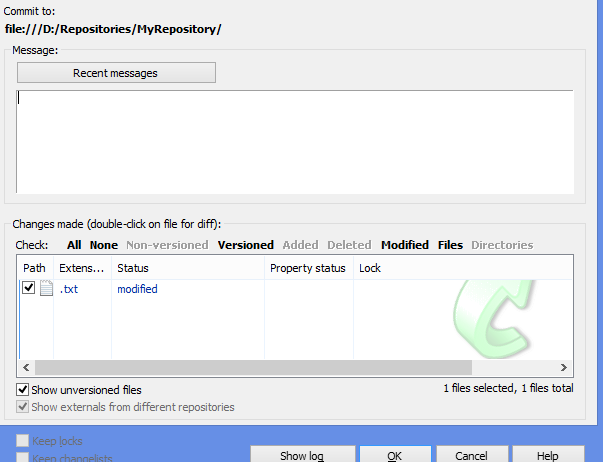 Commit to:
file:///D:/Repositories/MyRepository/
Message:
Recent messages
Changes made (double-click on file for diff):
Check: All None Non-versioned Versioned Added Deleted Modified Files Directories
Path Extens... Status Property status Lock
.txt modified
Show unversioned files 1 files selected, 1 files total
Show externals from different repositories
Keep locks
Keep changelists
Show log OK Cancel Help